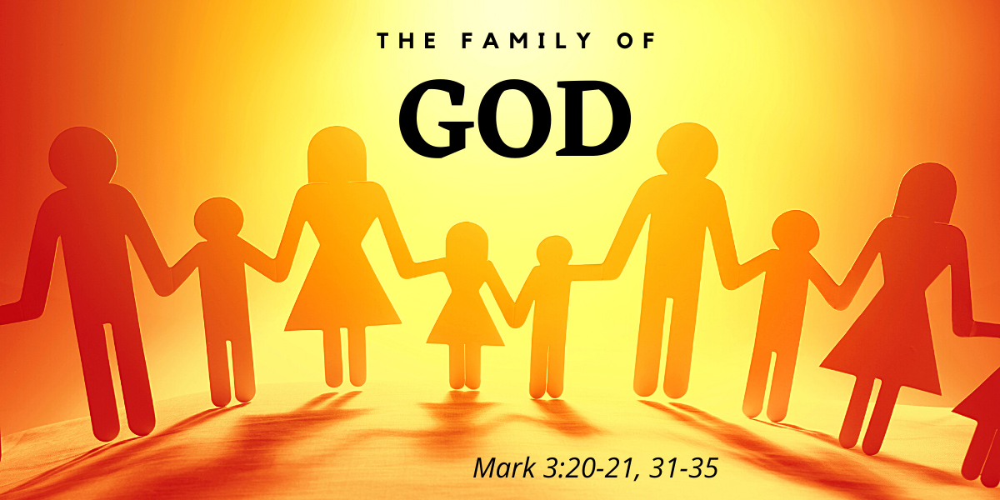 THE FAMILY OF
GOD
Mark 3:20-21, 31-35